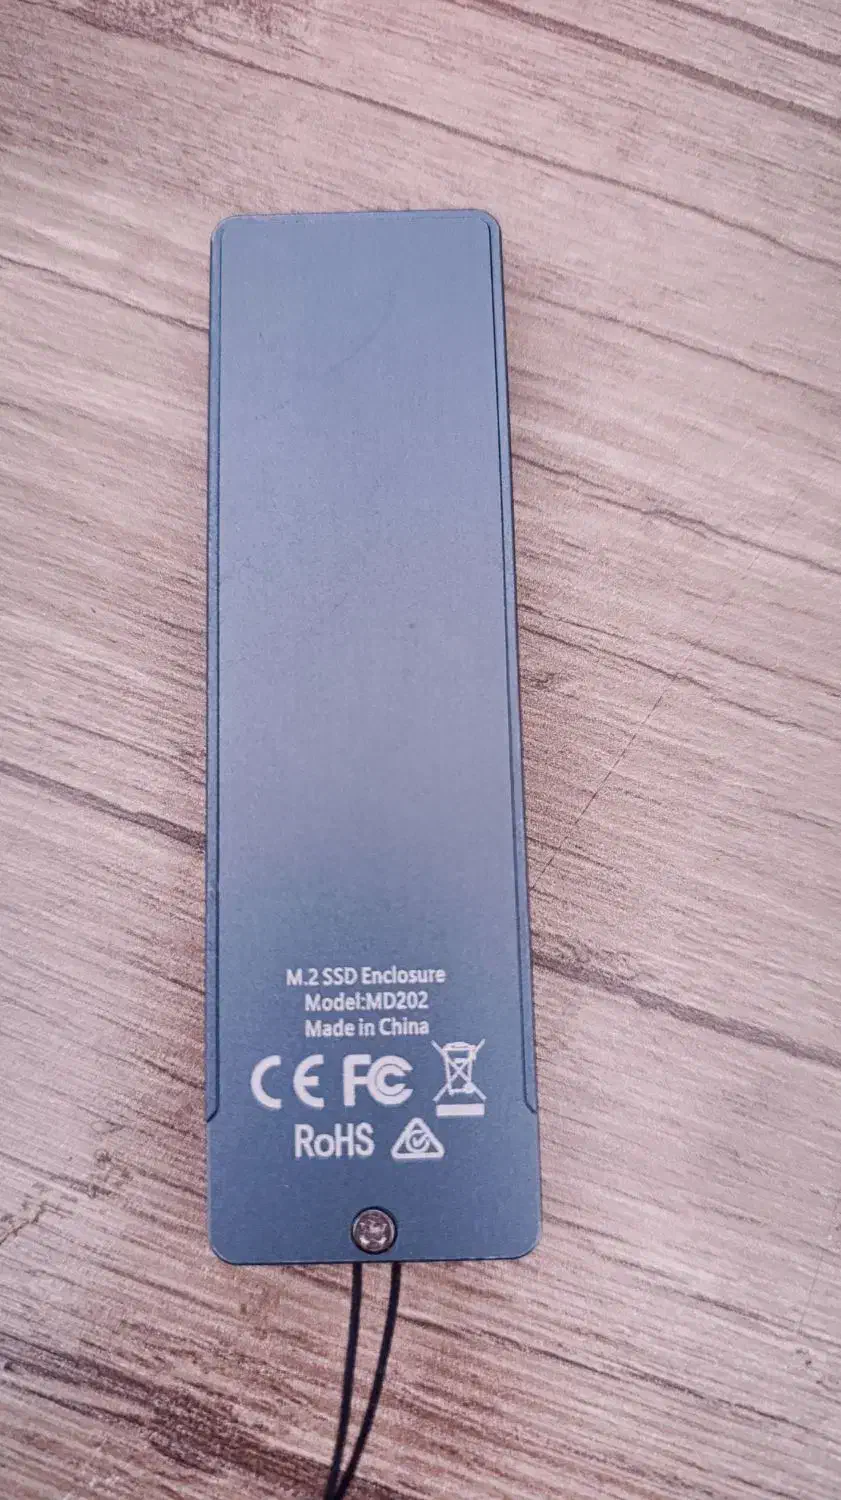 M.2 SSD Enclosure
Model:MD202
Made in China
CE FC
RoHS